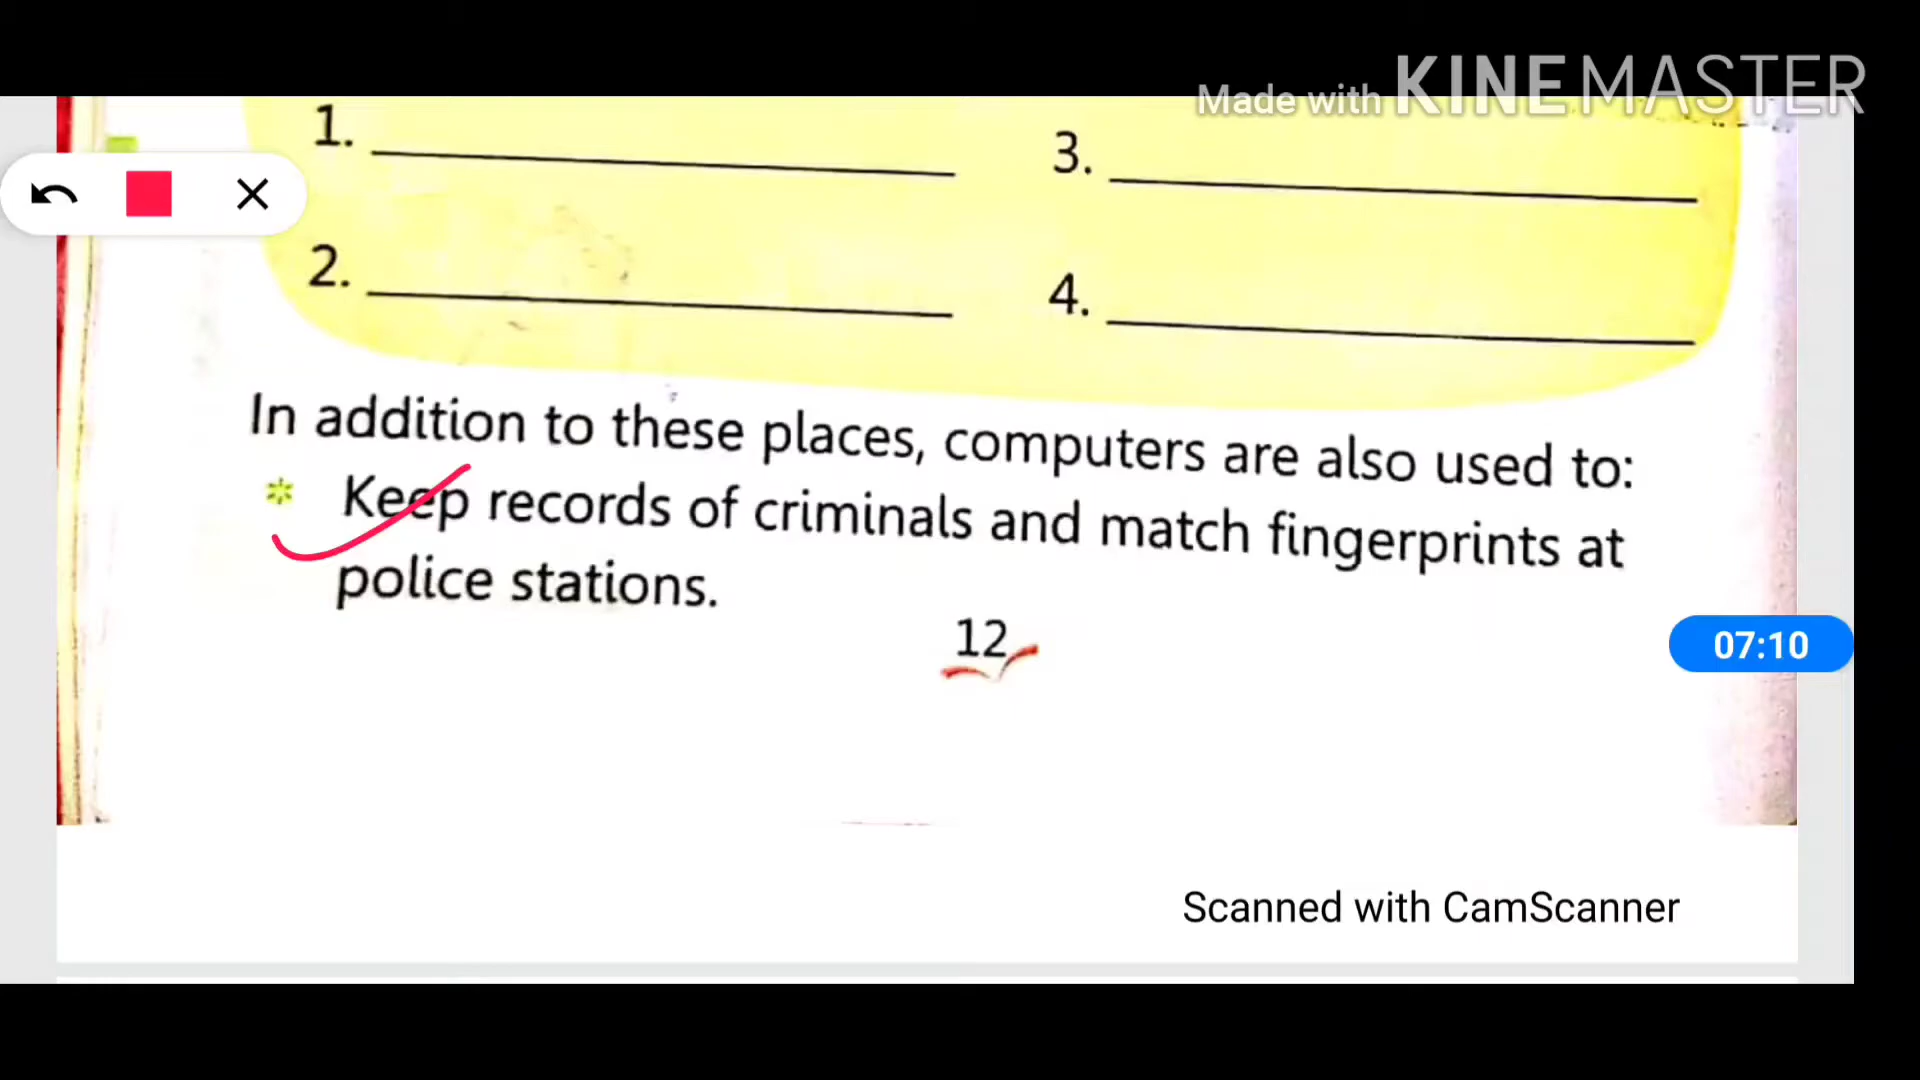 Made with KINEMASTER
1. 3.
2. 4.
In addition to these places, computers are also used to:
Keep records of criminals and match fingerprints at
police stations.
12
07:10
Scanned with CamScanner